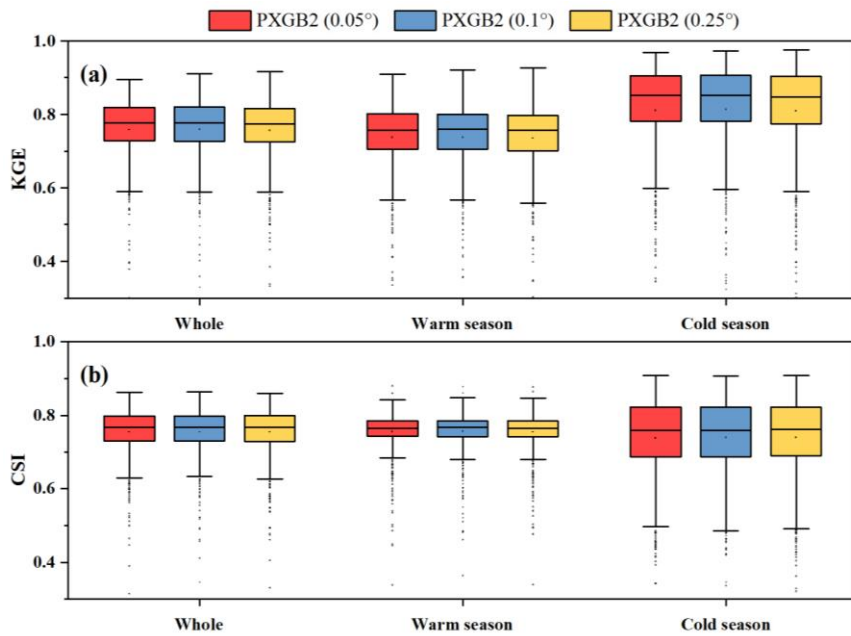 PXGB2 (0.05°) PXGB2 (0.1°) PXGB2 (0.25°)
1.0
(a)
0.8
KGE
0.6
0.4
Whole Warm season Cold season
1.0
(b)
0.8
CSI
0.6
0.4
Whole Warm season Cold season